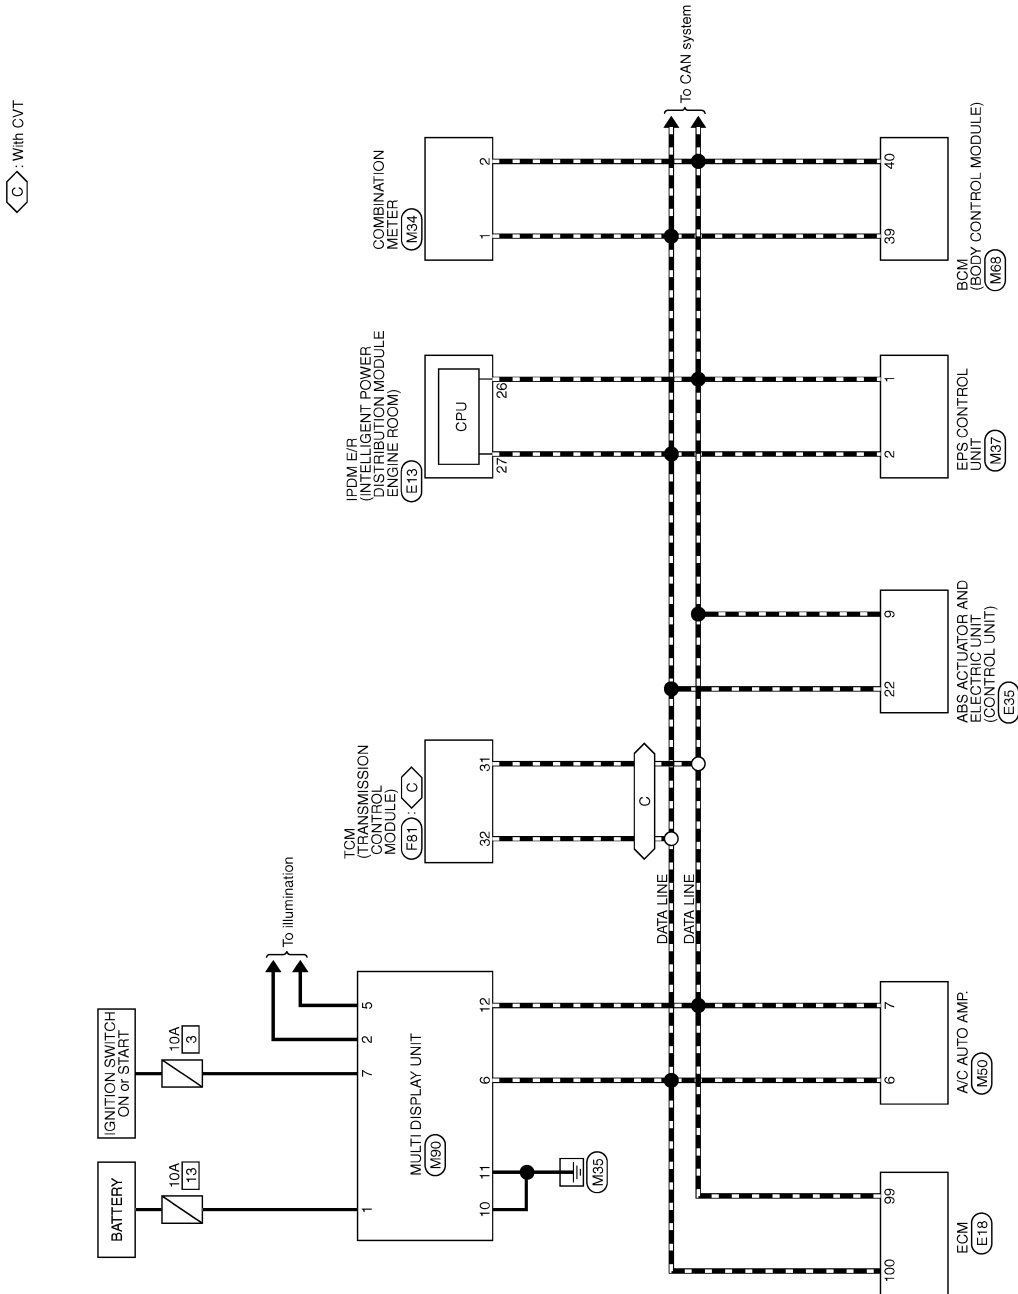 C : With CVT
BATTERY
10A
13
IGNITION SWITCH
ON or START
10A
3
To illumination
1
7
2
5
MULTI DISPLAY UNIT
M90
10
11
6
12
M35
TCM
(TRANSMISSION
CONTROL
MODULE)
F81 : C
32
31
C
IPDM E/R
(INTELLIGENT POWER
DISTRIBUTION MODULE
ENGINE ROOM)
E13
CPU
27
26
COMBINATION
METER
M34
1
2
DATA LINE
DATA LINE
To CAN system
100
99
ECM
E18
6
7
A/C AUTO AMP.
M50
22
9
ABS ACTUATOR AND
ELECTRIC UNIT
(CONTROL UNIT)
E35
2
1
EPS CONTROL
UNIT
M37
39
40
BCM
(BODY CONTROL MODULE)
M68